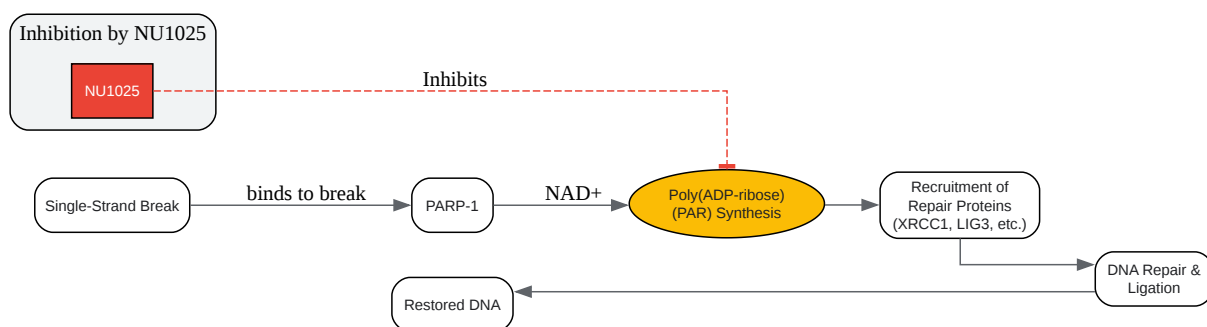 Inhibition by NU1025
NU1025
Inhibits
Single-Strand Break
binds to break
PARP-1
NAD+
Poly(ADP-ribose)
(PAR) Synthesis
Recruitment of
Repair Proteins
(XRCC1, LIG3, etc.)
DNA Repair &
Ligation
Restored DNA